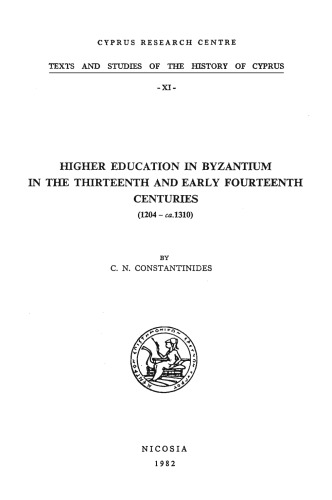 CYPRUS RESEARCH CENTRE
TEXTS AND STUDIES OF THE HISTORY OF CYPRUS
-XI-
HIGHER EDUCATION IN BYZANTIUM
IN THE THIRTEENTH AND EARLY FOURTEENTH
CENTURIES
(1204 – ca.1310)
BY
C. N. CONSTANTINIDES
NICOSIA
1982